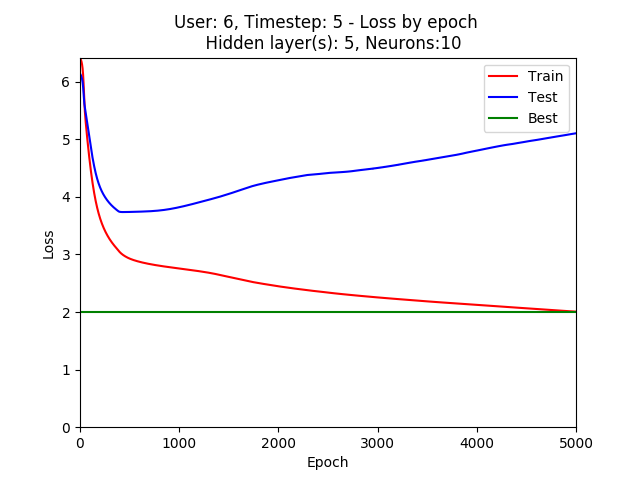 User: 6, Timestep: 5 - Loss by epoch
Hidden layer(s): 5, Neurons:10
Train
Test
Best
6
5
4
3
2
1
0
Loss
0
1000
2000
3000
4000
5000
Epoch